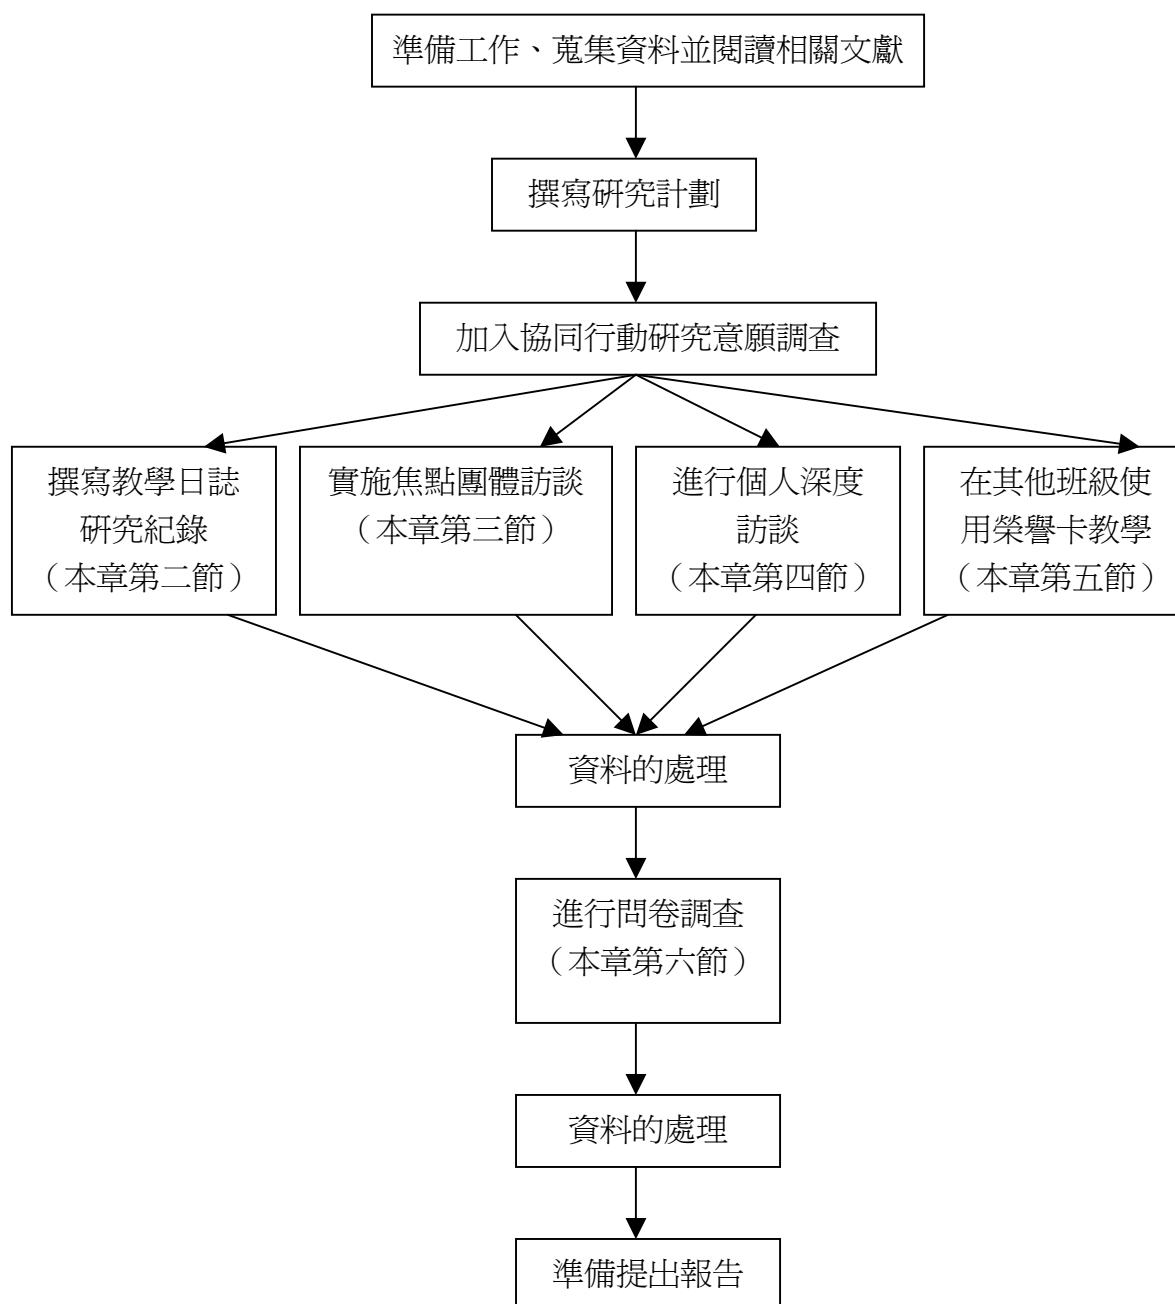 準備工作、蒐集資料並閱讀相關文獻
撰寫研究計劃
加入協同行動研究意願調查
撰寫教學日誌
研究紀錄
（本章第二節）
實施焦點團體訪談
（本章第三節）
進行個人深度
訪談
（本章第四節）
在其他班級使
用榮譽卡教學
（本章第五節）
資料的處理
進行問卷調查
（本章第六節）
資料的處理
準備提出報告